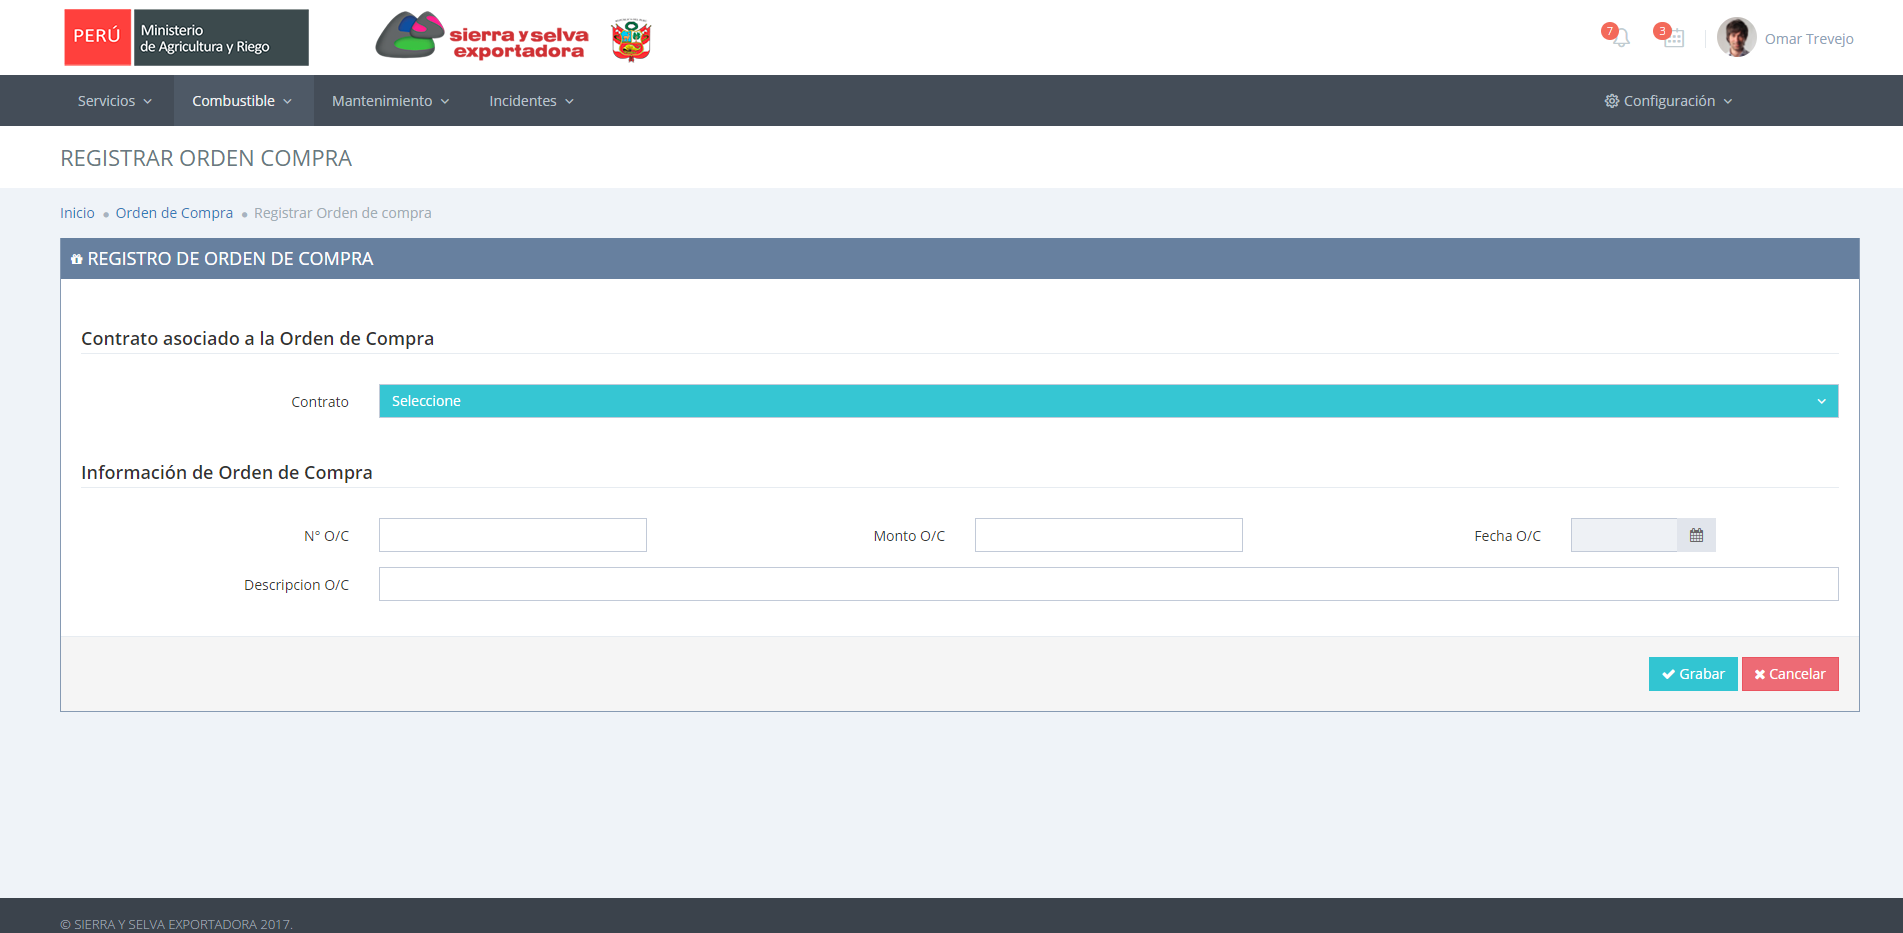 PERÚ
Ministerio
de Agricultura y Riego
sierra y selva
exportadora
7
3
Omar Trevejo
Servicios
Combustible
Mantenimiento
Incidentes
Configuración
REGISTRAR ORDEN COMPRA
Inicio
Orden de Compra
Registrar Orden de compra
REGISTRO DE ORDEN DE COMPRA
Contrato asociado a la Orden de Compra
Contrato
Seleccione
Información de Orden de Compra
N° O/C
Monto O/C
Fecha O/C
Descripcion O/C
Grabar
Cancelar
© SIERRA Y SELVA EXPORTADORA 2017.